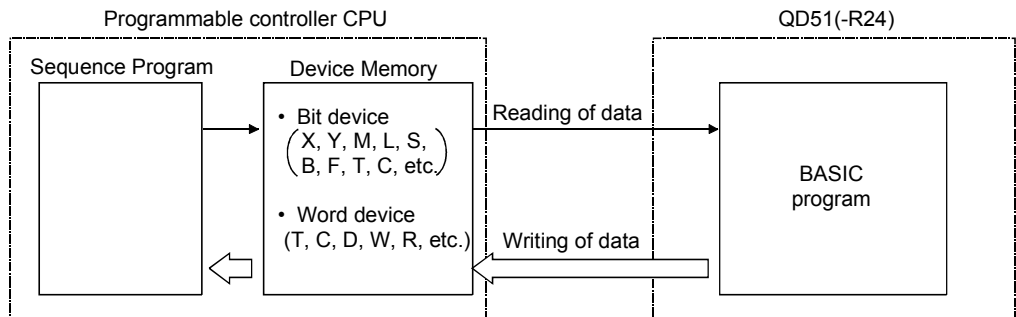 Programmable controller CPU
QD51(-R24)
Sequence Program
Device Memory
• Bit device
(X, Y, M, L, S,
B, F, T, C, etc.)
• Word device
(T, C, D, W, R, etc.)
Reading of data
Writing of data
BASIC
program